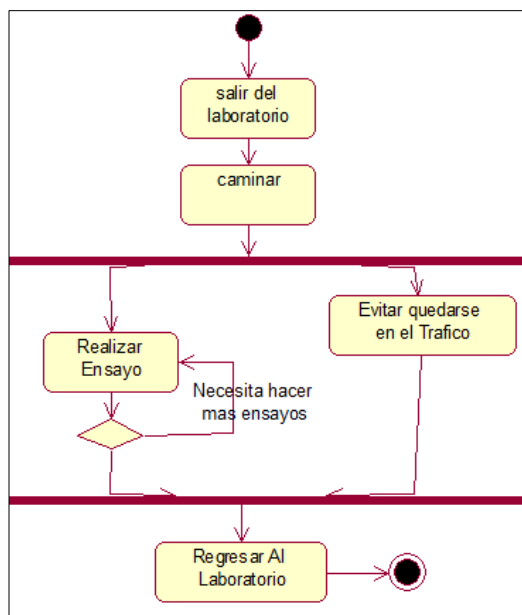 salir del
laboratorio
caminar
Evitar quedarse
en el Trafico
Realizar
Ensayo
Necesita hacer
mas ensayos
Regresar Al
Laboratorio